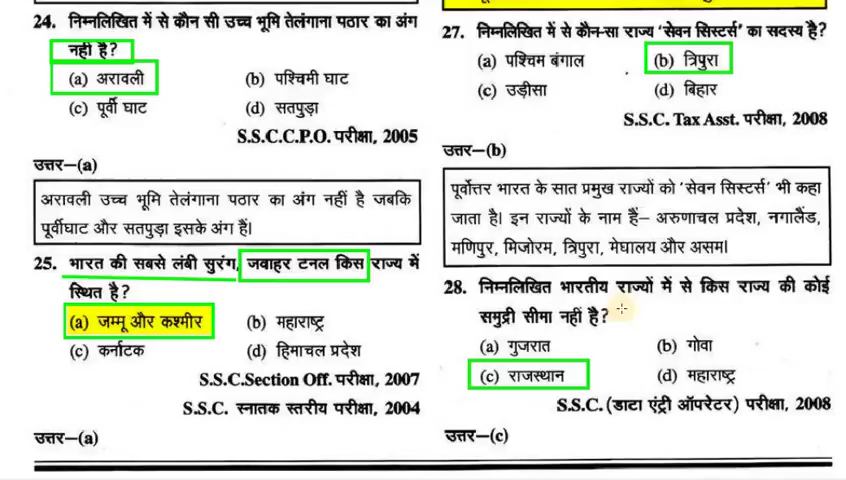 24. निम्नलिखित में से कौन सी उच्च भूमि तेलंगाना पठार का अंग
नहीं है?
(a) अरावली (b) पश्चिमी घाट
(c) पूर्वी घाट (d) सतपुड़ा
S.S.C.C.P.O. परीक्षा, 2005
उत्तर–(a)
अरावली उच्च भूमि तेलंगाना पठार का अंग नहीं है जबकि
पूर्वीघाट और सतपुड़ा इसके अंग हैं।
25. भारत की सबसे लंबी सुरंग, जवाहर टनल किस राज्य में
स्थित है?
(a) जम्मू और कश्मीर (b) महाराष्ट्र
(c) कर्नाटक (d) हिमाचल प्रदेश
S.S.C.Section Off. परीक्षा, 2007
S.S.C. स्नातक स्तरीय परीक्षा, 2004
उत्तर–(a)
27. निम्नलिखित में से कौन-सा राज्य ‘सेवन सिस्टर्स’ का सदस्य है?
(a) पश्चिम बंगाल (b) त्रिपुरा
(c) उड़ीसा (d) बिहार
S.S.C. Tax Asst. परीक्षा, 2008
उत्तर–(b)
पूर्वोत्तर भारत के सात प्रमुख राज्यों को ‘सेवन सिस्टर्स’ भी कहा
जाता है। इन राज्यों के नाम हैं– अरुणाचल प्रदेश, नगालैंड,
मणिपुर, मिजोरम, त्रिपुरा, मेघालय और असम।
28. निम्नलिखित भारतीय राज्यों में से किस राज्य की कोई
समुद्री सीमा नहीं है?
(a) गुजरात (b) गोवा
(c) राजस्थान (d) महाराष्ट्र
S.S.C. (डाटा एंट्री ऑपरेटर) परीक्षा, 2008
उत्तर–(c)